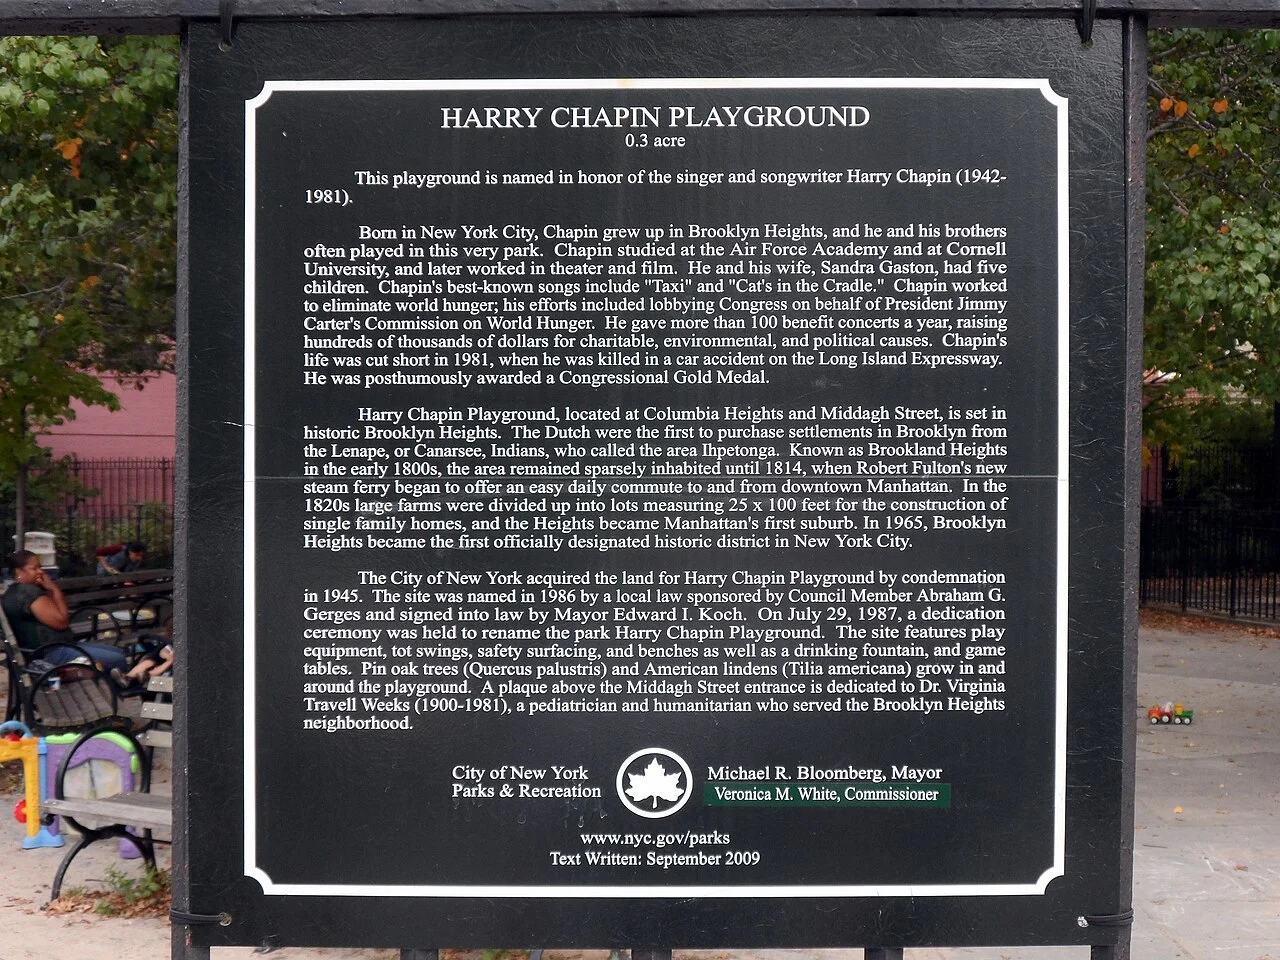 HARRY CHAPIN PLAYGROUND
0.3 acre
This playground is named in honor of the singer and songwriter Harry Chapin (1942-
1981).
Born in New York City, Chapin grew up in Brooklyn Heights, and he and his brothers
often played in this very park. Chapin studied at the Air Force Academy and at Cornell
University, and later worked in theater and film. He and his wife, Sandra Gaston, had five
children. Chapin's best-known songs include "Taxi" and "Cat's in the Cradle." Chapin worked
to eliminate world hunger; his efforts included lobbying Congress on behalf of President Jimmy
Carter's Commission on World Hunger. He gave more than 100 benefit concerts a year, raising
hundreds of thousands of dollars for charitable, environmental, and political causes. Chapin's
life was cut short in 1981, when he was killed in a car accident on the Long Island Expressway.
He was posthumously awarded a Congressional Gold Medal.
Harry Chapin Playground, located at Columbia Heights and Middagh Street, is set in
historic Brooklyn Heights. The Dutch were the first to purchase settlements in Brooklyn from
the Lenape, or Canarsee, Indians, who called the area Ihpetonga. Known as Brookland Heights
in the early 1800s, the area remained sparsely inhabited until 1814, when Robert Fulton's new
steam ferry began to offer an easy daily commute to and from downtown Manhattan. In the
1820s large farms were divided up into lots measuring 25 x 100 feet for the construction of
single family homes, and the Heights became Manhattan's first suburb. In 1965, Brooklyn
Heights became the first officially designated historic district in New York City.
The City of New York acquired the land for Harry Chapin Playground by condemnation
in 1945. The site was named in 1986 by a local law sponsored by Council Member Abraham G.
Gerges and signed into law by Mayor Edward I. Koch. On July 29, 1987, a dedication
ceremony was held to rename the park Harry Chapin Playground. The site features play
equipment, tot swings, safety surfacing, and benches as well as a drinking fountain, and game
tables. Pin oak trees (Quercus palustris) and American lindens (Tilia americana) grow in and
around the playground. A plaque above the Middagh Street entrance is dedicated to Dr. Virginia
Travell Weeks (1900-1981), a pediatrician and humanitarian who served the Brooklyn Heights
neighborhood.
City of New York
Parks & Recreation
Michael R. Bloomberg, Mayor
Veronica M. White, Commissioner
www.nyc.gov/parks
Text Written: September 2009